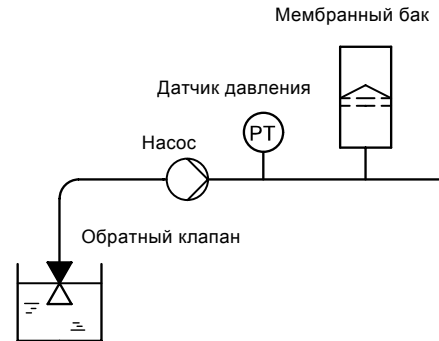 Мембранный бак
Датчик давления
PT
Насос
Обратный клапан